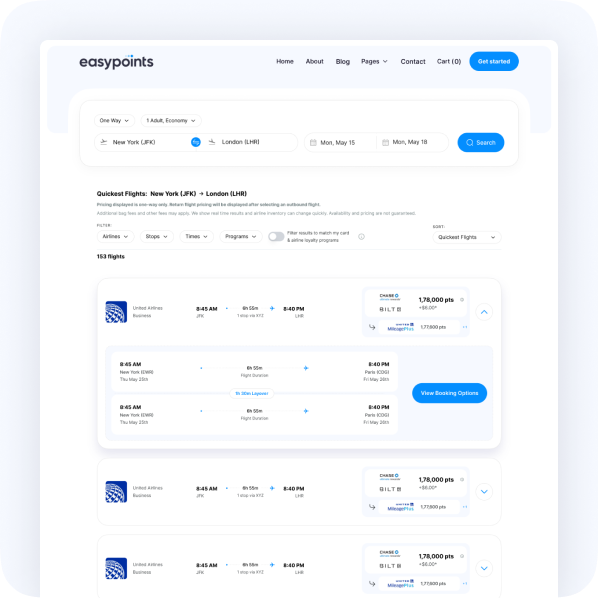 easypoints
Home About Blog Pages Contact Cart (0) Get started
One Way 1 Adult, Economy
New York (JFK) London (LHR) Mon, May 15 Mon, May 18 Search
Quickest Flights: New York (JFK) → London (LHR)
Pricing displayed is one-way only. Return flight pricing will be displayed after selecting an outbound flight.
Additional bag fees and other fees may apply. We show real time results and airline inventory can change quickly. Availability and pricing are not guaranteed.
FILTER: SORT:
Airlines Stops Times Programs Filter results to match my card & airline loyalty programs Quickest Flights
153 flights
United Airlines
Business
8:45 AM
JFK
6h 55m
1 stop via XYZ
8:40 PM
LHR
CHASE
BILT
1,78,000 pts
+$6.00*
UNITED
MileagePlus
1,77,500 pts
8:45 AM
New York (EWR)
Thu May 25th
6h 55m
Flight Duration
8:40 PM
Paris (CDG)
Fri May 26th
1h 35m Layover
8:45 AM
New York (EWR)
Thu May 25th
6h 55m
Flight Duration
8:40 PM
Paris (CDG)
Fri May 26th
View Booking Options
United Airlines
Business
8:45 AM
JFK
6h 55m
1 stop via XYZ
8:40 PM
LHR
CHASE
BILT
1,78,000 pts
+$6.00*
UNITED
MileagePlus
1,77,500 pts
United Airlines
Business
8:45 AM
JFK
6h 55m
1 stop via XYZ
8:40 PM
LHR
CHASE
BILT
1,78,000 pts
+$6.00*
UNITED
MileagePlus
1,77,500 pts